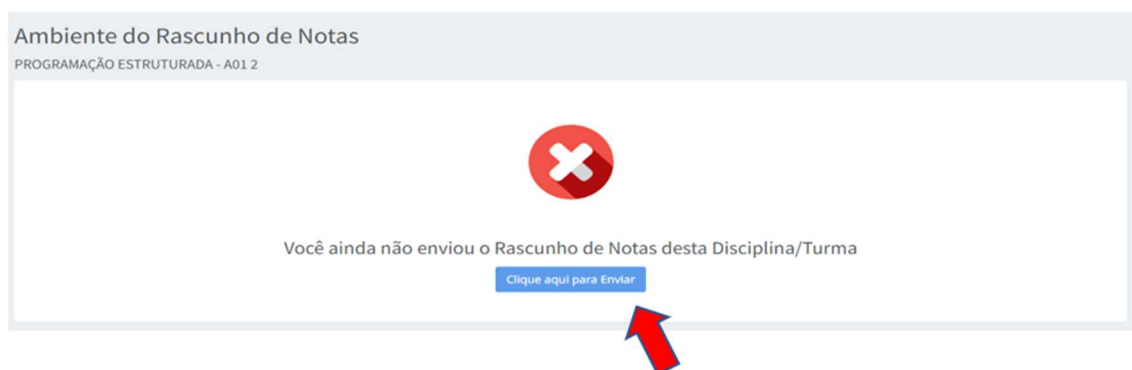 Ambiente do Rascunho de Notas
PROGRAMAÇÃO ESTRUTURADA - A01 2
Você ainda não enviou o Rascunho de Notas desta Disciplina/Turma
Clique aqui para Enviar